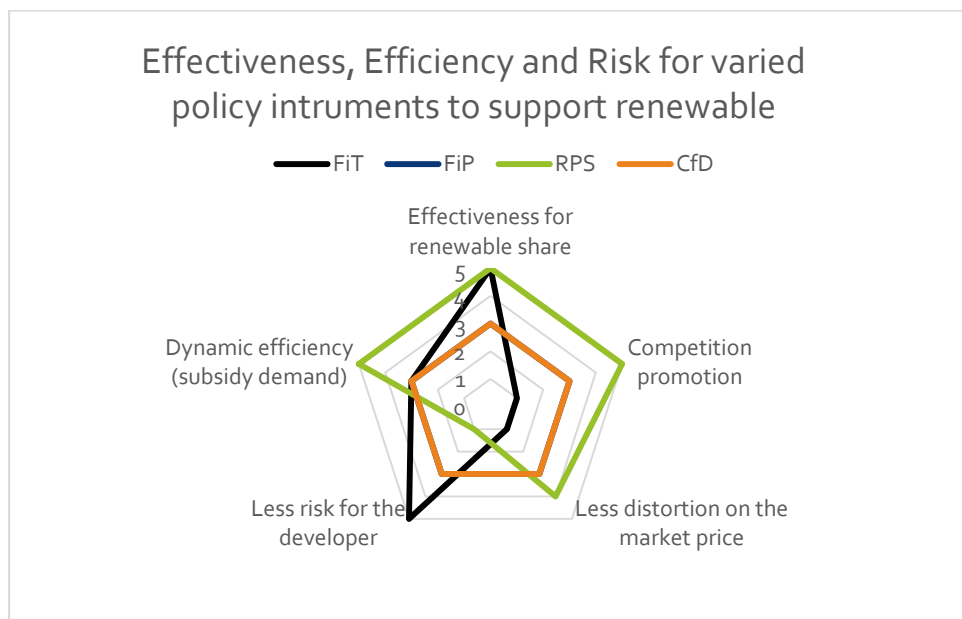 Effectiveness, Efficiency and Risk for varied
policy intruments to support renewable
FiT FiP RPS CfD
Effectiveness for
renewable share
5
4
3
2
1
0
Competition
promotion
Less distortion on the
market price
Less risk for the
developer
Dynamic efficiency
(subsidy demand)